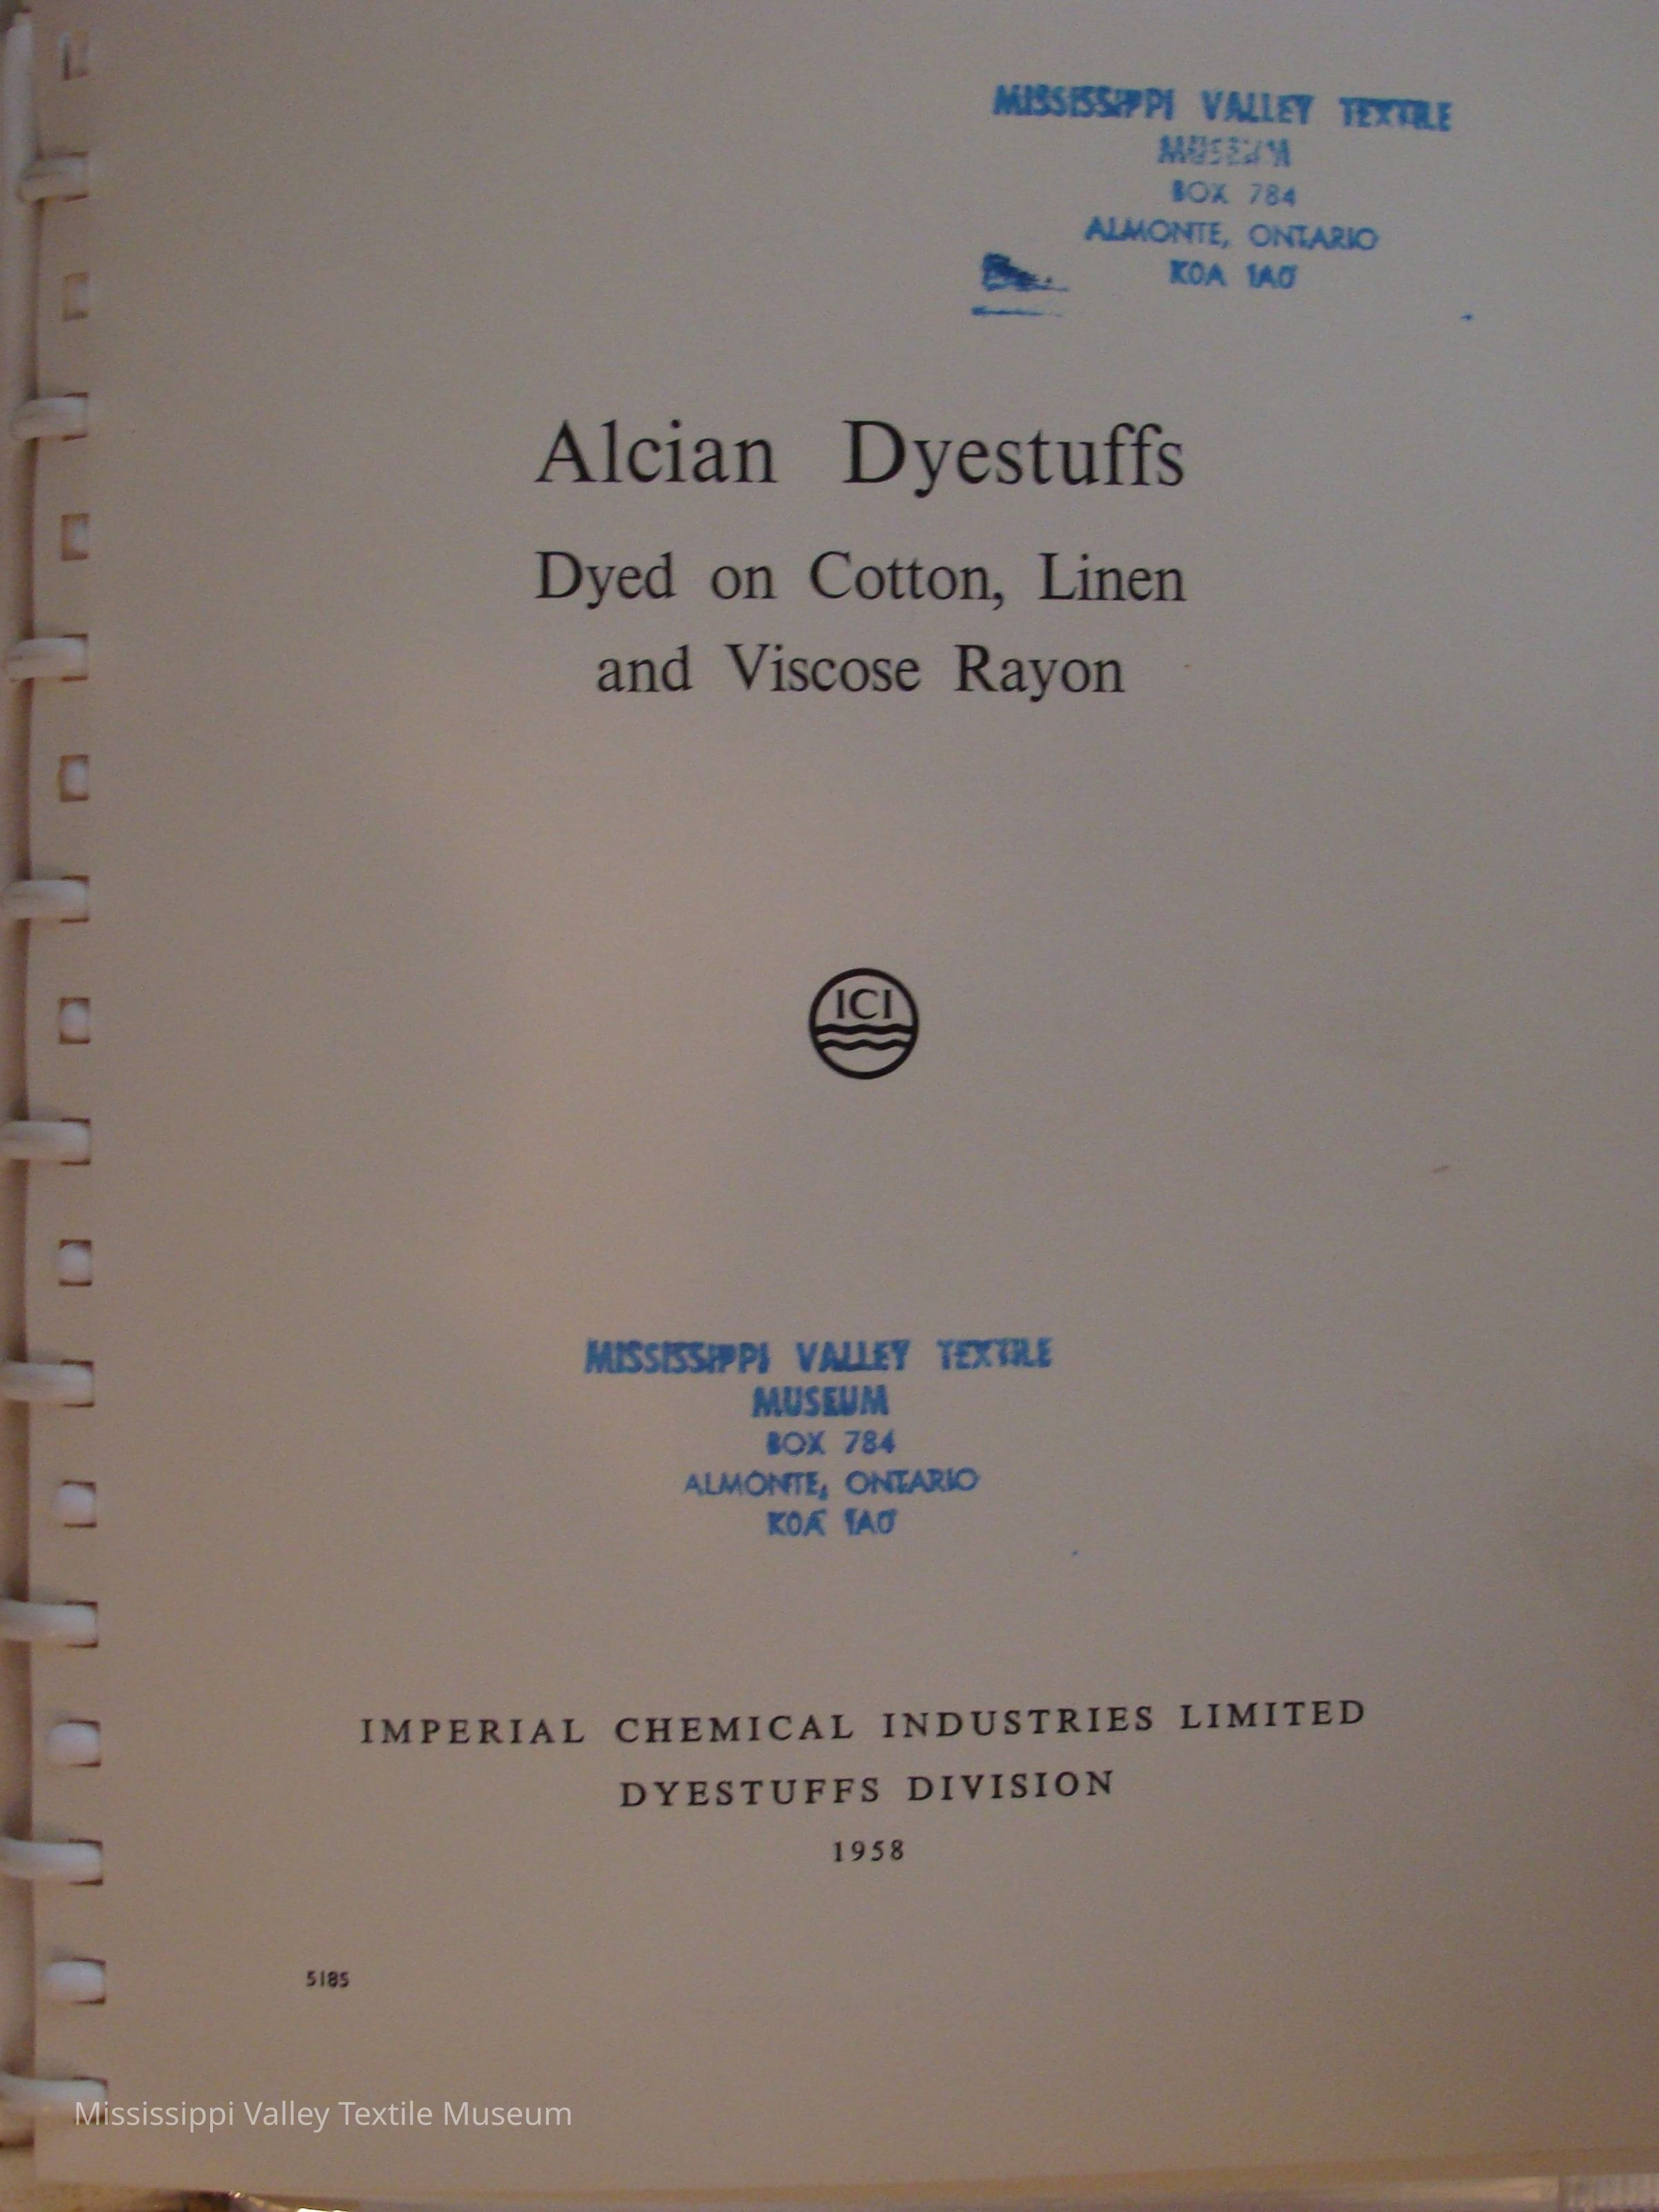 MISSISSIPPI VALLEY TEXTILE
MUSEUM
BOX 784
ALMONTE, ONTARIO
K0A 1A0
Alcian Dyestuffs
Dyed on Cotton, Linen
and Viscose Rayon
ICI
MISSISSIPPI VALLEY TEXTILE
MUSEUM
BOX 784
ALMONTE, ONTARIO
K0A 1A0
IMPERIAL CHEMICAL INDUSTRIES LIMITED
DYESTUFFS DIVISION
1958
5185
Mississippi Valley Textile Museum